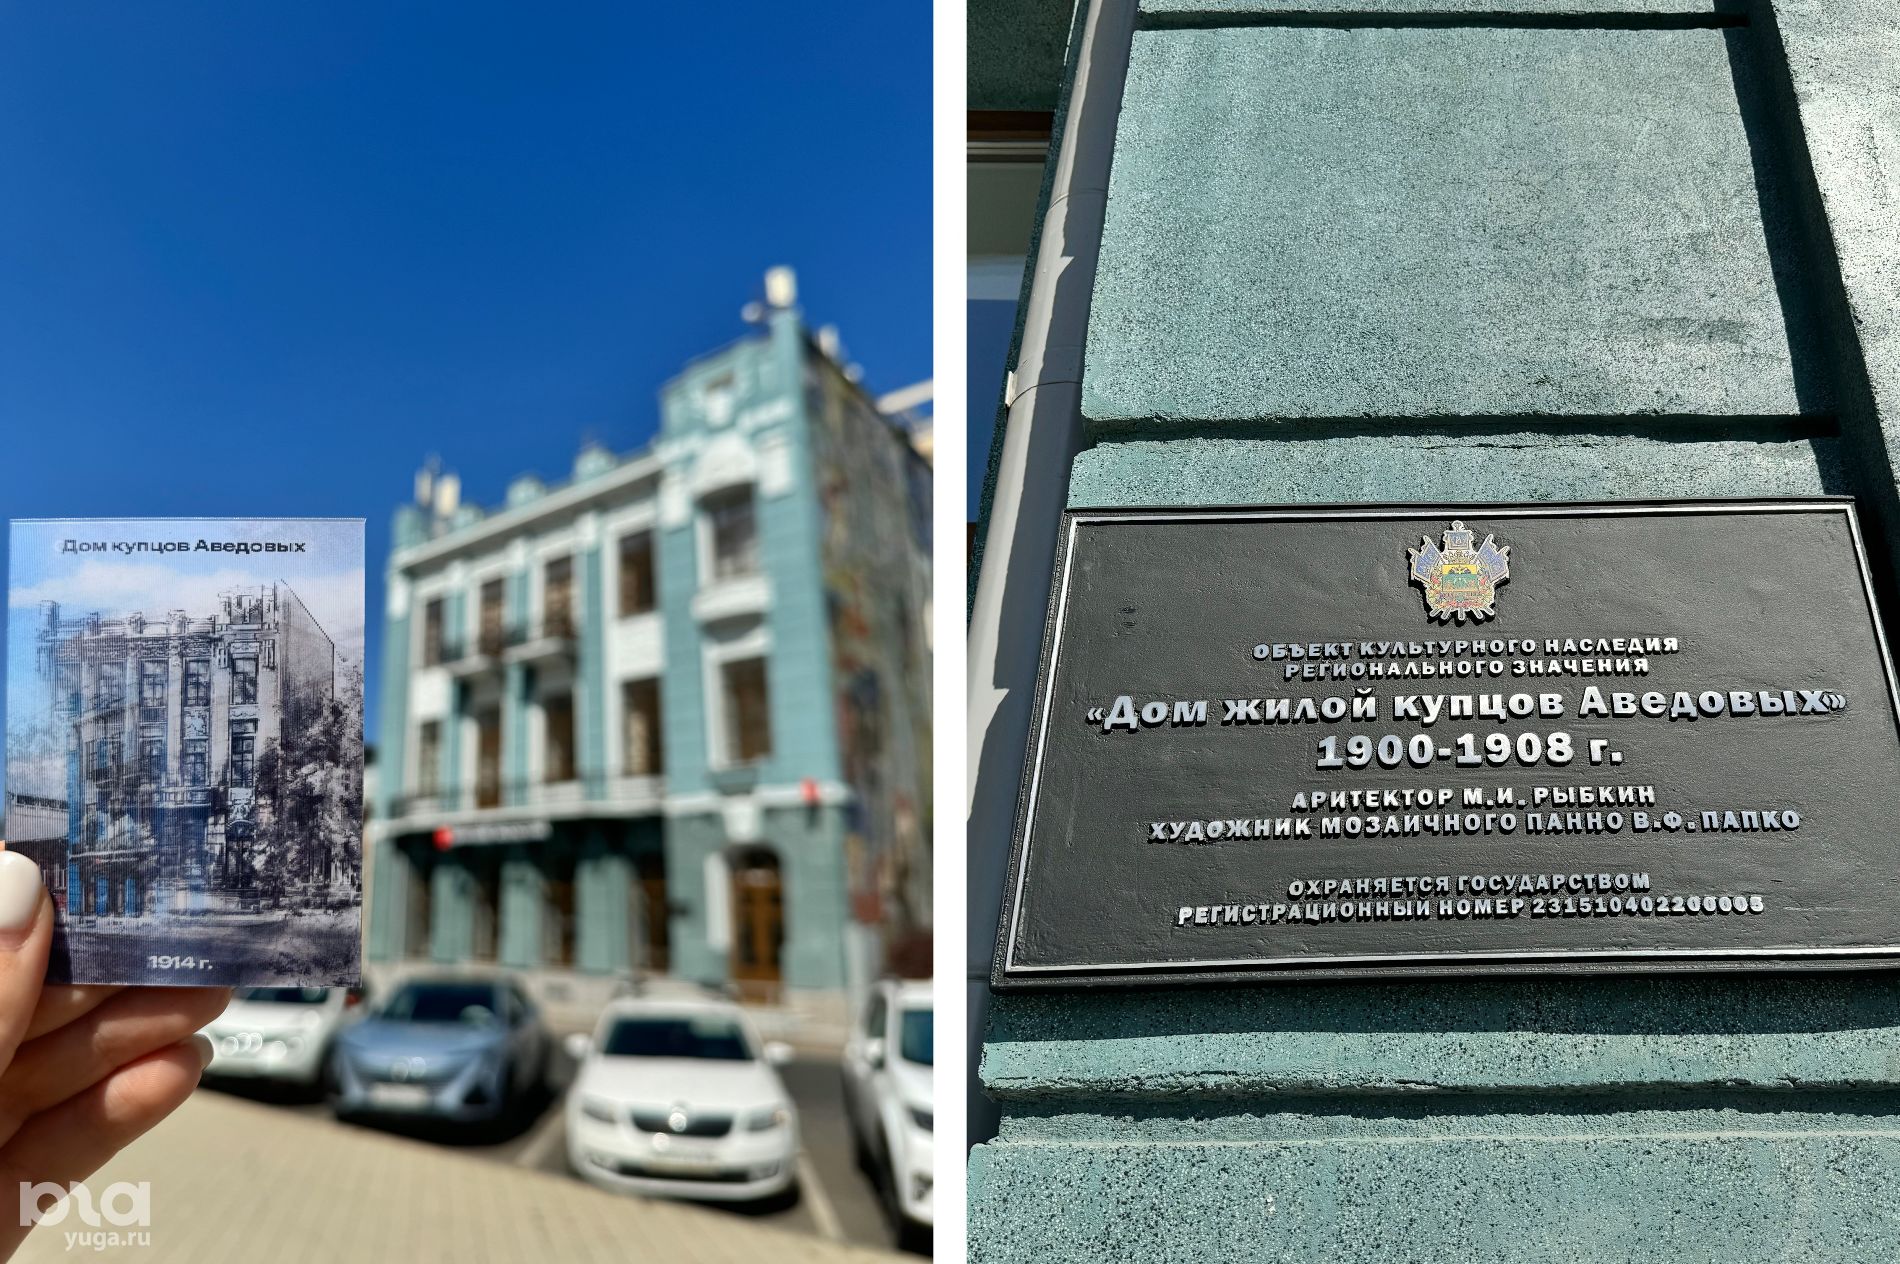 Дом купцов Аведовых
1914 г.
юга
yuga.ru
ОБЪЕКТ КУЛЬТУРНОГО НАСЛЕДИЯ
РЕГИОНАЛЬНОГО ЗНАЧЕНИЯ
«Дом жилой купцов Аведовых»
1900-1908 г.
АРИТЕКТОР М.И. РЫБКИН
ХУДОЖНИК МОЗАИЧНОГО ПАННО В.Ф. ПАПКО
ОХРАНЯЕТСЯ ГОСУДАРСТВОМ
РЕГИСТРАЦИОННЫЙ НОМЕР 231510402200005